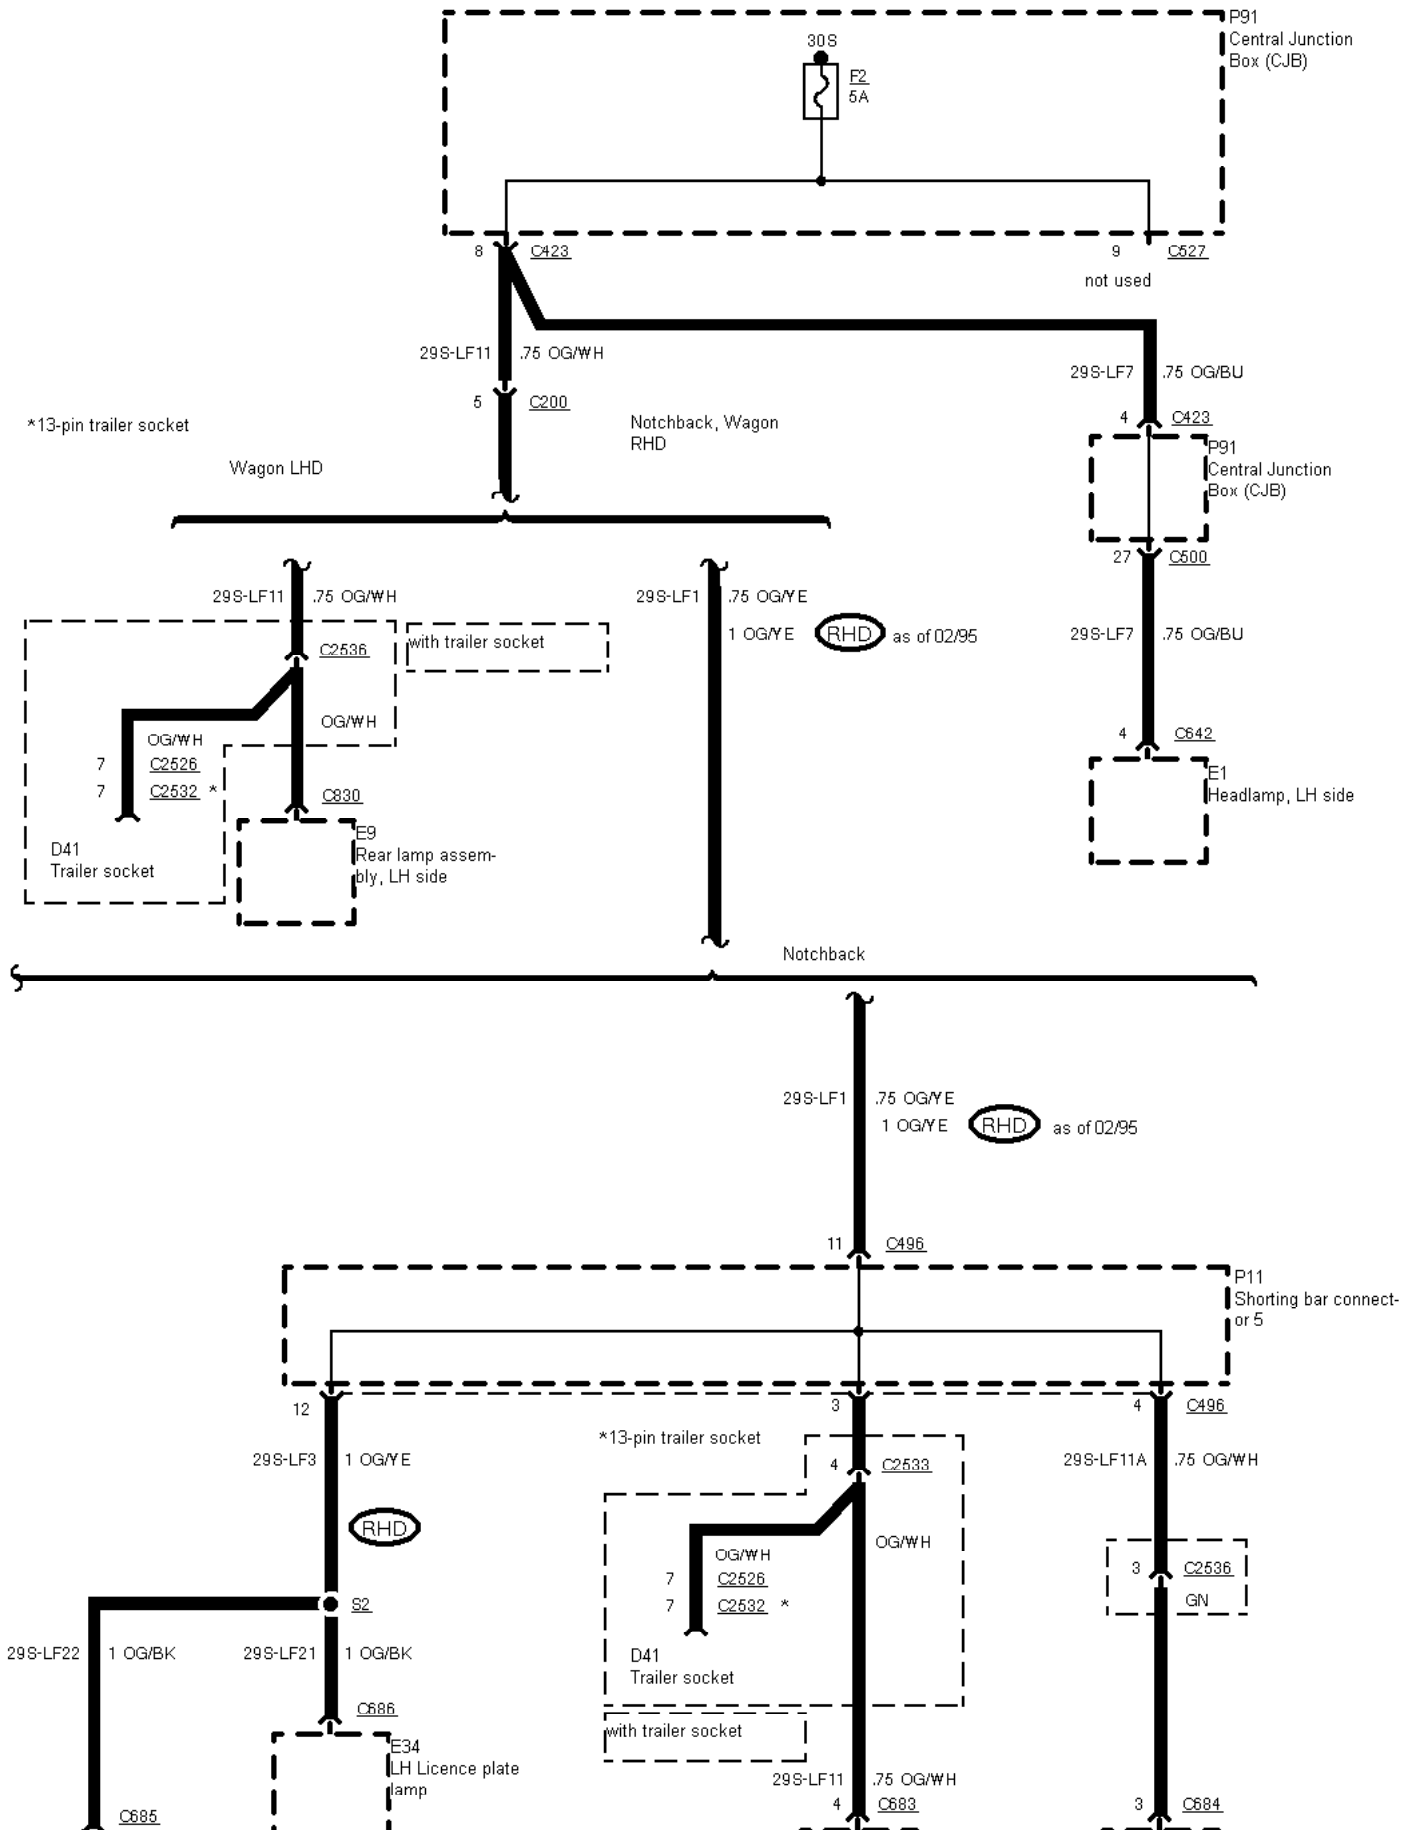 P91
Central Junction
Box (CJB)
30S
F2
5A
8
C423
9
C527
not used
29S-LF11
.75 OG/WH
29S-LF7
.75 OG/BU
5
C200
4
C423
*13-pin trailer socket
Notchback, Wagon
RHD
Wagon LHD
P91
Central Junction
Box (CJB)
27
C500
29S-LF11
.75 OG/WH
29S-LF1
.75 OG/YE
1 OG/YE
RHD
as of 02/95
29S-LF7
.75 OG/BU
C2536
with trailer socket
OG/WH
OG/WH
7
C2526
7
C2532
*
C830
4
C642
E1
Headlamp, LH side
D41
Trailer socket
E9
Rear lamp assem-
bly, LH side
Notchback
29S-LF1
.75 OG/YE
1 OG/YE
RHD
as of 02/95
11
C496
P11
Shorting bar connect-
or 5
12
3
4
C496
*13-pin trailer socket
29S-LF3
1 OG/YE
4
C2533
29S-LF11A
.75 OG/WH
RHD
OG/WH
OG/WH
7
C2526
7
C2532
*
3
C2536
GN
S2
29S-LF22
1 OG/BK
29S-LF21
1 OG/BK
D41
Trailer socket
C686
with trailer socket
E34
LH Licence plate
lamp
29S-LF11
.75 OG/WH
C685
4
C683
3
C684